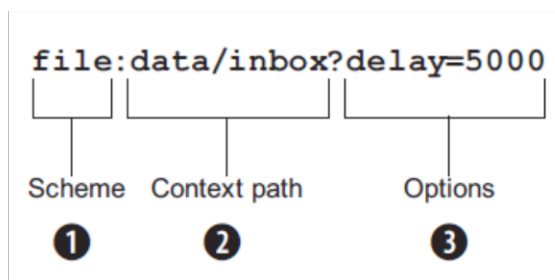 file:data/inbox?delay=5000
Scheme Context path Options
1 2 3